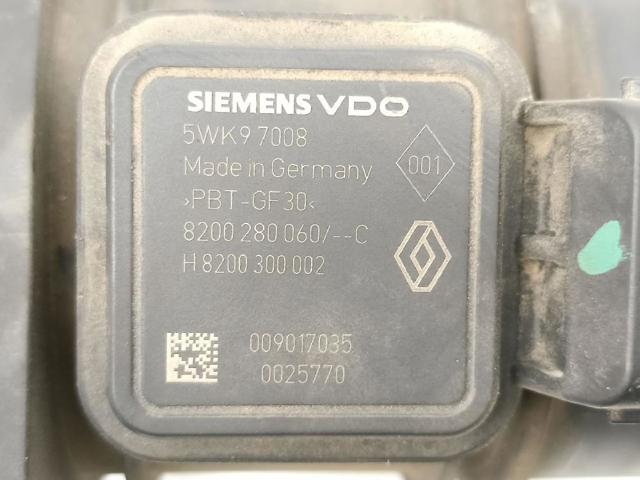 SIEMENS VDO
5WK9 7008
Made in Germany
001
>PBT-GF30<
8200 280 060/--C
H 8200 300 002
009017035
0025770